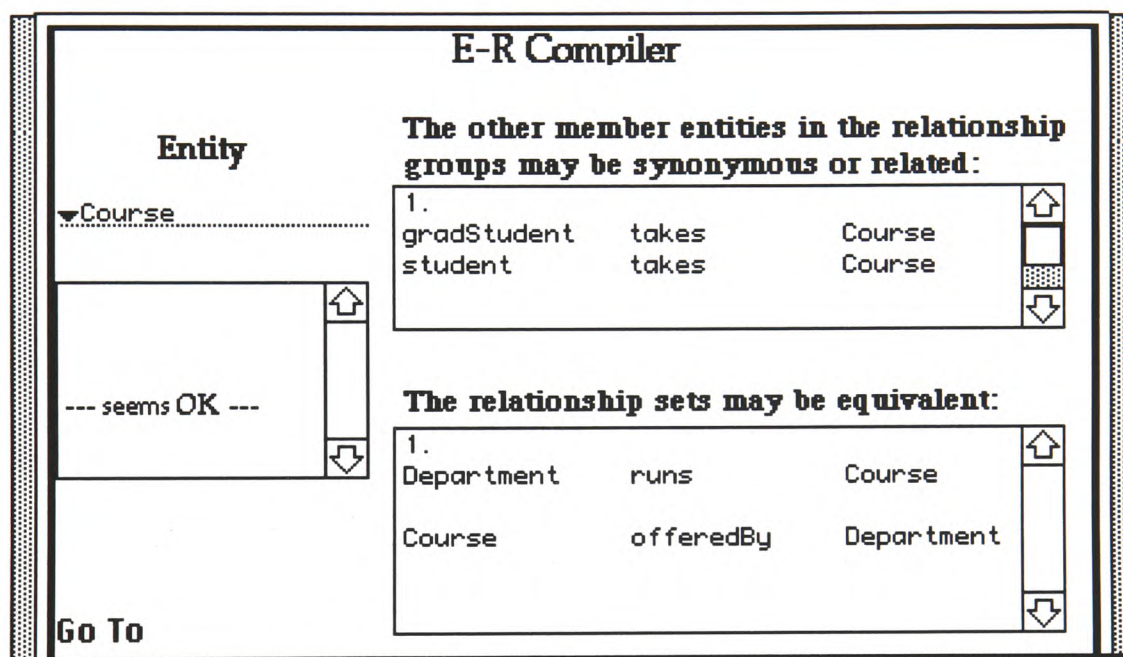 E-R Compiler
Entity
▼Course
--- seems OK ---
Go To
The other member entities in the relationship
groups may be synonymous or related:
1.
gradStudent takes Course
student takes Course
The relationship sets may be equivalent:
1.
Department runs Course
Course offeredBy Department